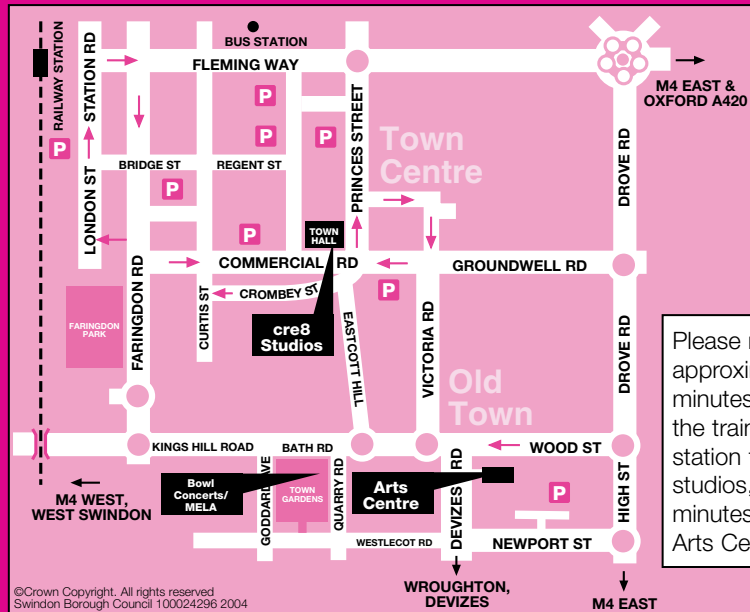 BUS STATION
FLEMING WAY
RAILWAY STATION
STATION RD
M4 EAST &
OXFORD A420
P
P
P
P
P
P
P
P
PRINCES STREET
Town
Centre
DROVE RD
BRIDGE ST
REGENT ST
LONDON ST
TOWN
HALL
COMMERCIAL RD
GROUNDWELL RD
FARINGDON RD
CURTIS ST
CROMBEY ST
FARINGDON
PARK
cre8
Studios
EASTCOTT HILL
VICTORIA RD
DROVE RD
Old
Town
Please
approxin
minutes
the train
station t
studios,
minutes
Arts Ce
KINGS HILL ROAD
BATH RD
WOOD ST
M4 WEST,
WEST SWINDON
Bowl
Concerts/
MELA
GODDARD AVE
TOWN
GARDENS
QUARRY RD
Arts
Centre
DEVIZES RD
HIGH ST
WESTLECOT RD
NEWPORT ST
WROUGHTON,
DEVIZES
M4 EAST
©Crown Copyright. All rights reserved
Swindon Borough Council 100024296 2004